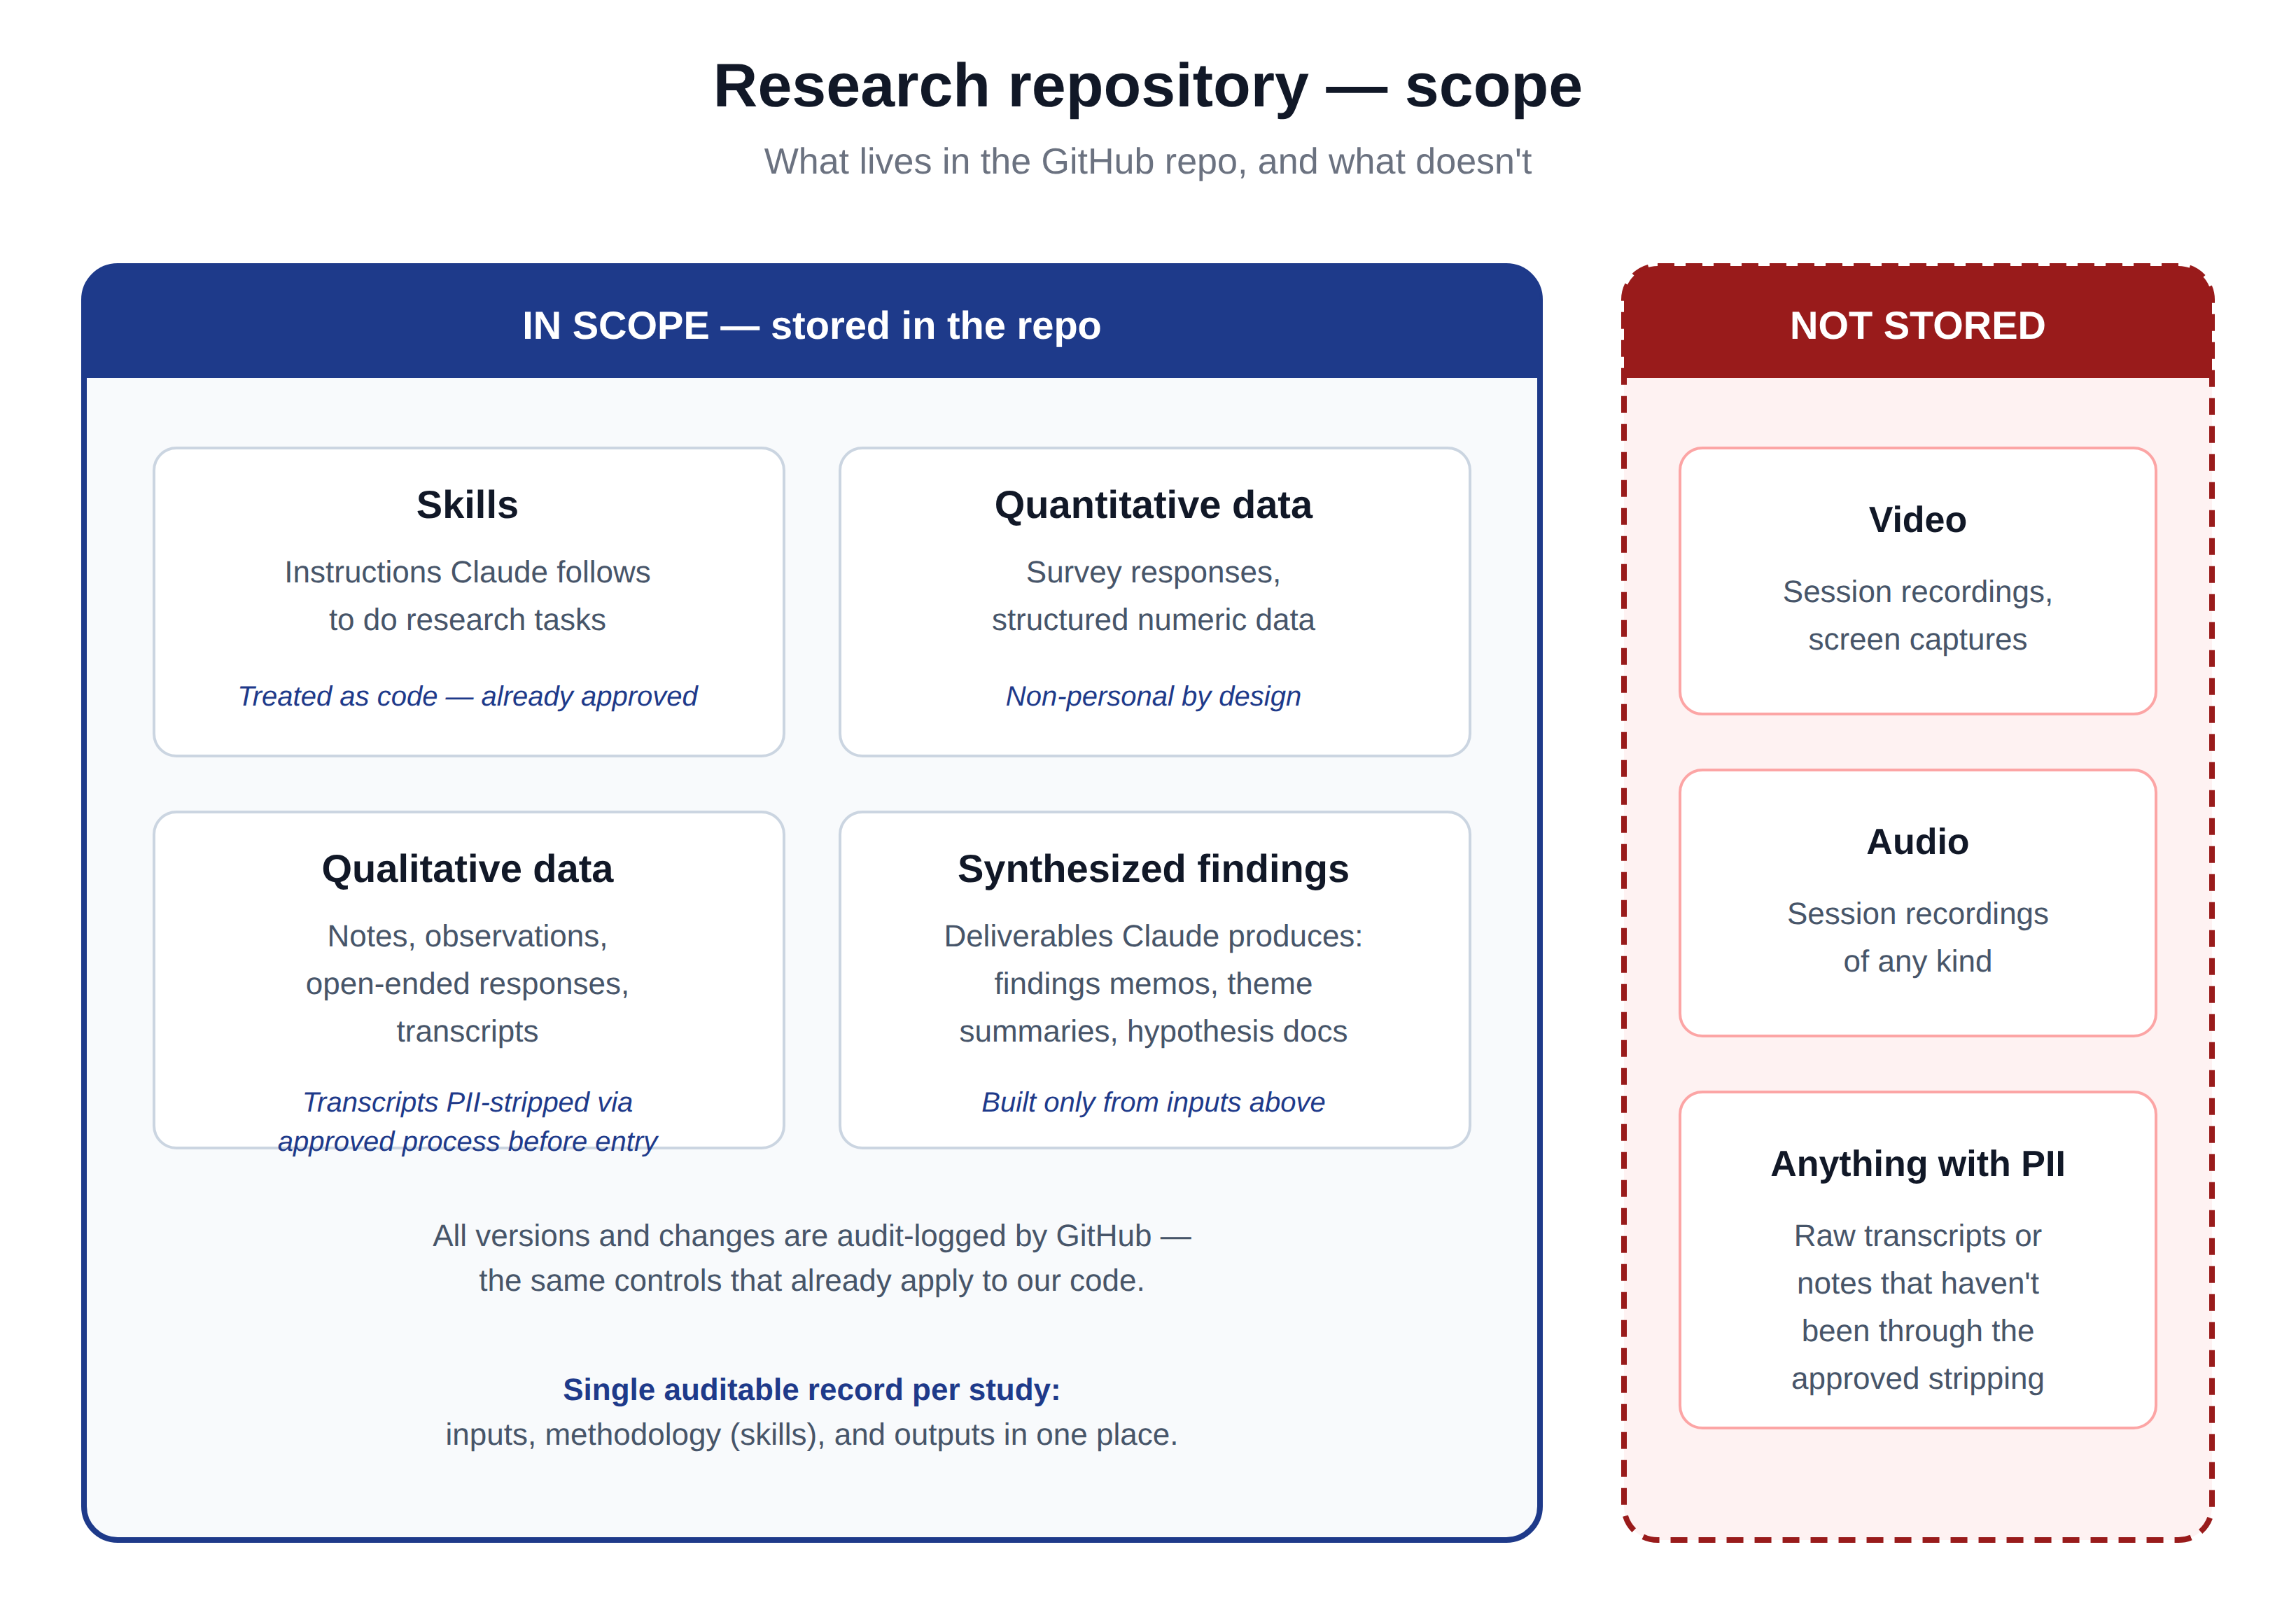 Research repository — scope
What lives in the GitHub repo, and what doesn't
IN SCOPE — stored in the repo
Skills
Instructions Claude follows
to do research tasks
Treated as code — already approved
Quantitative data
Survey responses,
structured numeric data
Non-personal by design
Qualitative data
Notes, observations,
open-ended responses,
transcripts
Transcripts PII-stripped via
approved process before entry
Synthesized findings
Deliverables Claude produces:
findings memos, theme
summaries, hypothesis docs
Built only from inputs above
All versions and changes are audit-logged by GitHub —
the same controls that already apply to our code.
Single auditable record per study:
inputs, methodology (skills), and outputs in one place.
NOT STORED
Video
Session recordings,
screen captures
Audio
Session recordings
of any kind
Anything with PII
Raw transcripts or
notes that haven't
been through the
approved stripping